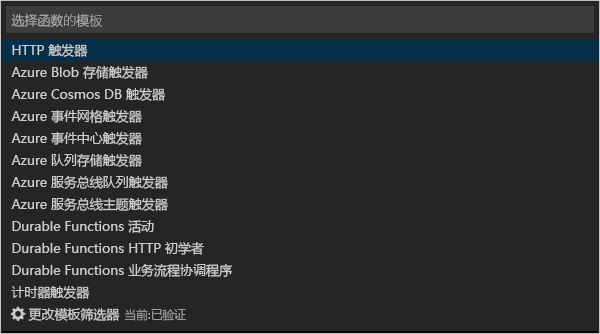 选择函数的模板
HTTP 触发器
Azure Blob 存储触发器
Azure Cosmos DB 触发器
Azure 事件网格触发器
Azure 事件中心触发器
Azure 队列存储触发器
Azure 服务总线队列触发器
Azure 服务总线主题触发器
Durable Functions 活动
Durable Functions HTTP 初学者
Durable Functions 业务流程协调程序
计时器触发器
更改模板筛选器 当前:已验证